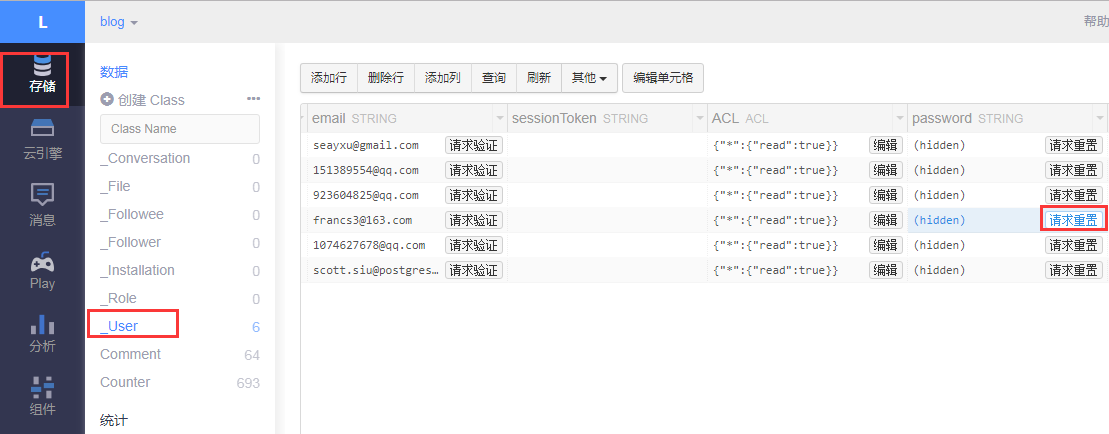 L
blog
帮助
存储
云引擎
消息
Play
分析
组件
数据
创建 Class
Class Name
_Conversation 0
_File 0
_Followee 0
_Follower 0
_Installation 0
_Role 0
_User 6
Comment 64
Counter 693
统计
添加行 删除行 添加列 查询 刷新 其他 编辑单元格
email STRING sessionToken STRING ACL ACL password STRING
seayxu@gmail.com 请求验证 {"*":{"read":true}} 编辑 (hidden) 请求重置
151389554@qq.com 请求验证 {"*":{"read":true}} 编辑 (hidden) 请求重置
923604825@qq.com 请求验证 {"*":{"read":true}} 编辑 (hidden) 请求重置
francs3@163.com 请求验证 {"*":{"read":true}} 编辑 (hidden) 请求重置
1074627678@qq.com 请求验证 {"*":{"read":true}} 编辑 (hidden) 请求重置
scott.siu@postgres… 请求验证 {"*":{"read":true}} 编辑 (hidden) 请求重置